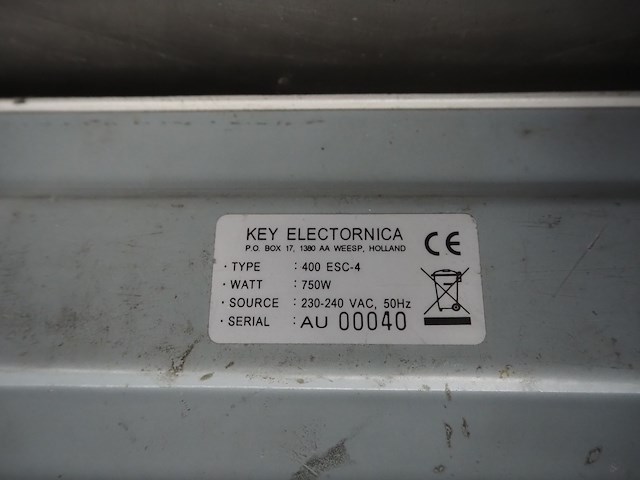 KEY ELECTORNICA
P.O. BOX 17, 1380 AA WEESP, HOLLAND
CE
· TYPE : 400 ESC-4
· WATT : 750W
· SOURCE : 230-240 VAC, 50Hz
· SERIAL : AU 00040